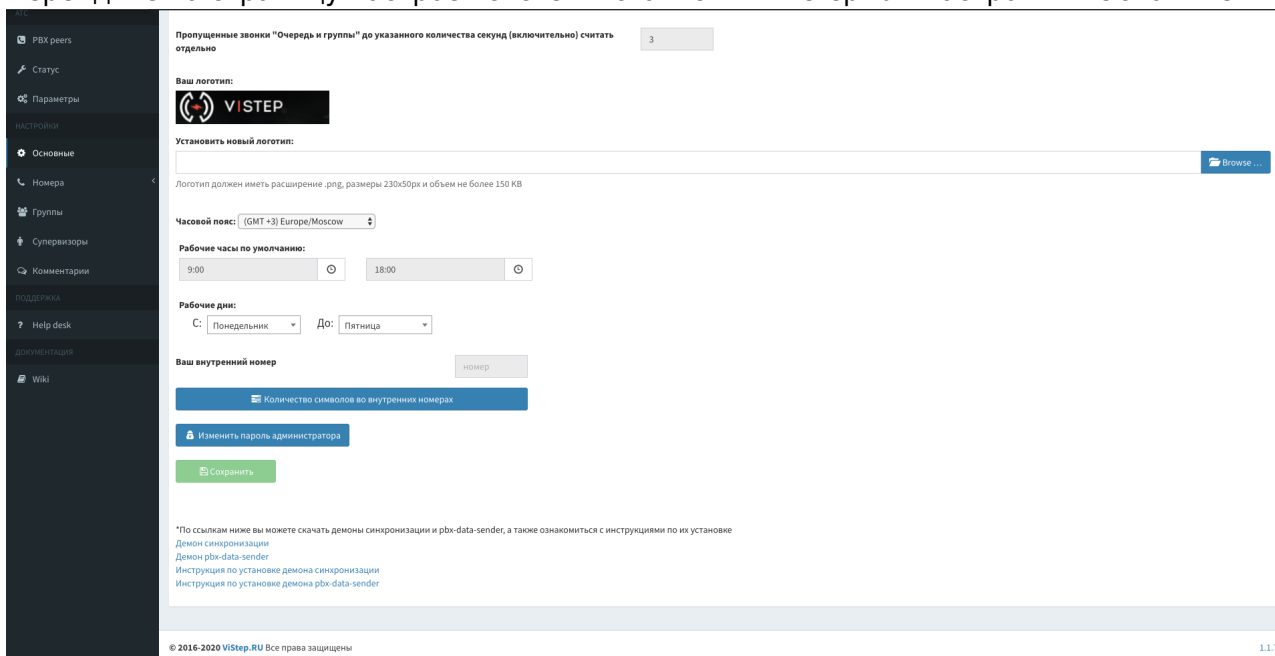 АТС
PBX peers
Статус
Параметры
НАСТРОЙКИ
Основные
Номера
Группы
Супервизоры
Комментарии
ПОДДЕРЖКА
Help desk
ДОКУМЕНТАЦИЯ
Wiki
Пропущенные звонки "Очередь и группы" до указанного количества секунд (включительно) считать
отдельно
3
Ваш логотип:
VISTEP
Установить новый логотип:
Browse ...
Логотип должен иметь расширение .png, размеры 230x50px и объем не более 150 KB
Часовой пояс: (GMT +3) Europe/Moscow
Рабочие часы по умолчанию:
9:00 18:00
Рабочие дни:
С: Понедельник До: Пятница
Ваш внутренний номер номер
Количество символов во внутренних номерах
Изменить пароль администратора
Сохранить
*По ссылкам ниже вы можете скачать демоны синхронизации и pbx-data-sender, а также ознакомиться с инструкциями по их установке
Демон синхронизации
Демон pbx-data-sender
Инструкция по установке демона синхронизации
Инструкция по установке демона pbx-data-sender
© 2016-2020 ViStep.RU Все права защищены
1.1.